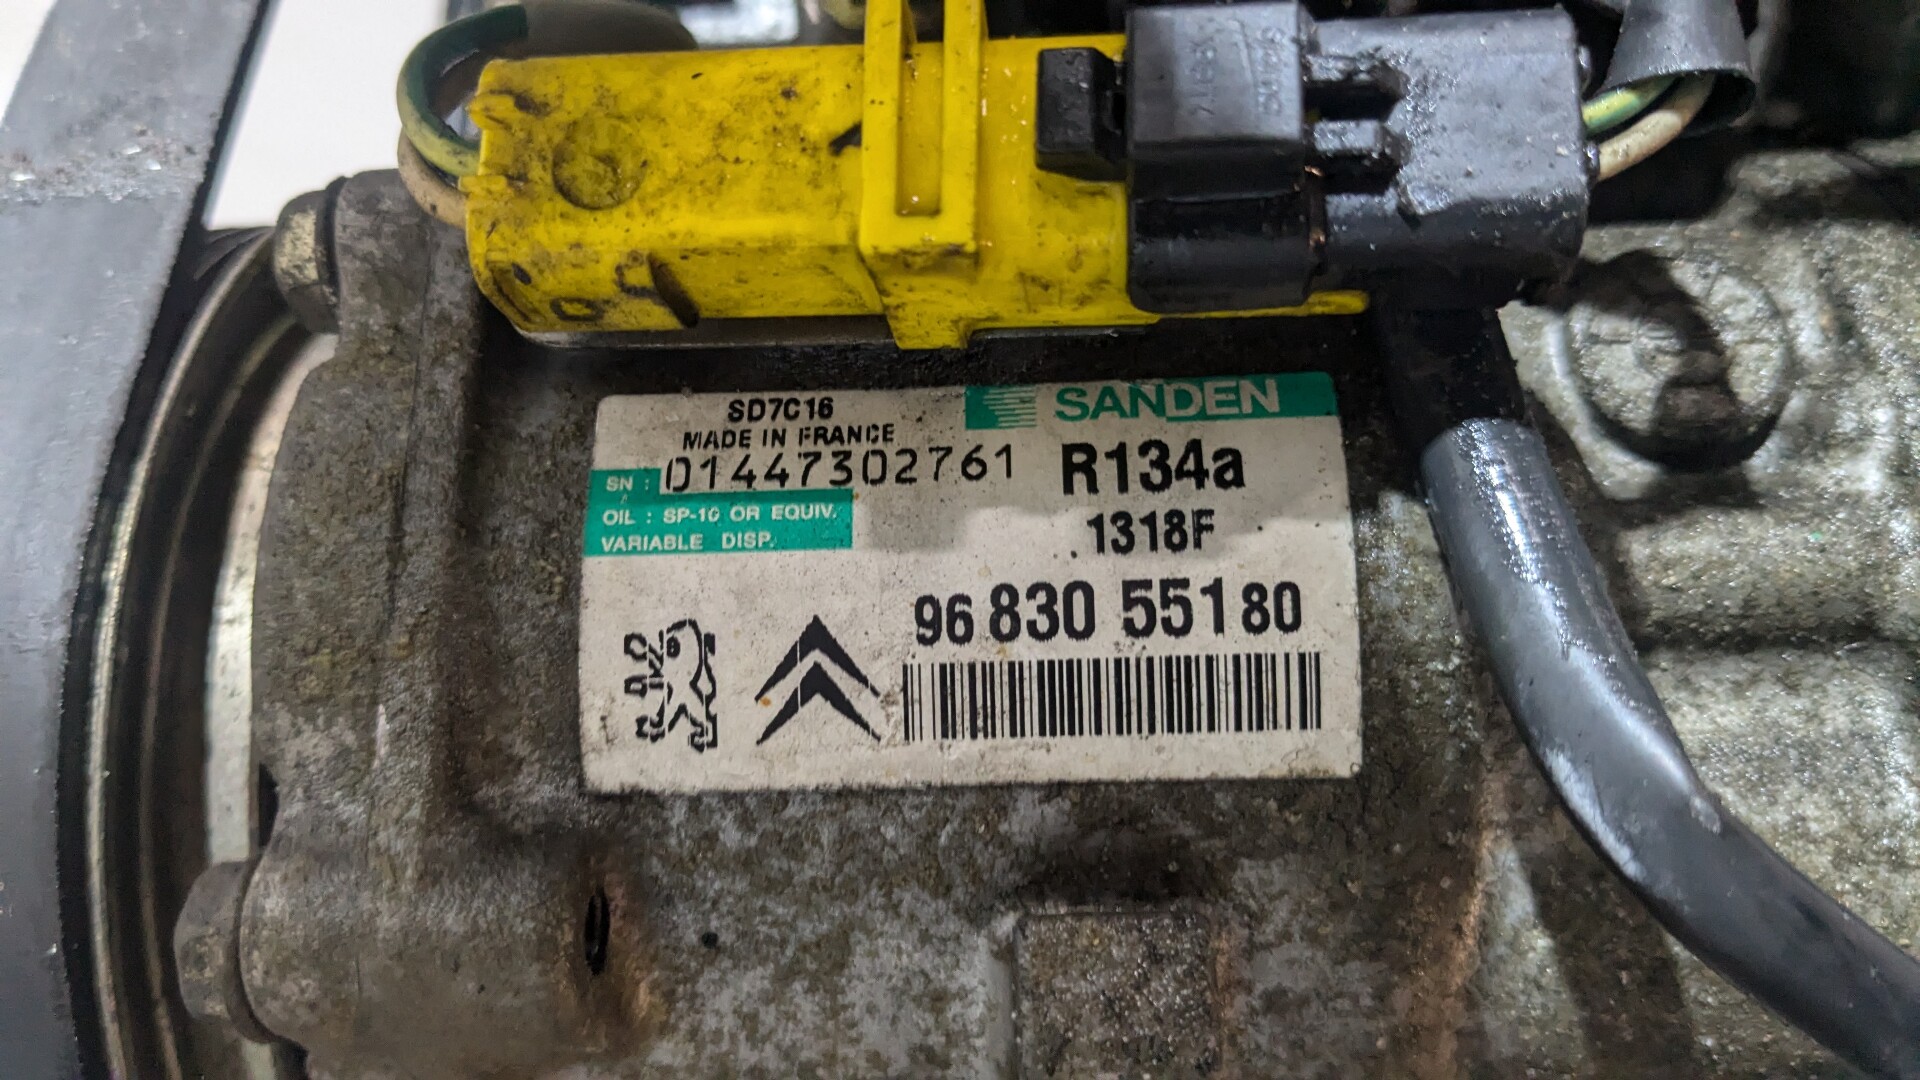 SD7C16
SANDEN
MADE IN FRANCE
SN : 01447302761
R134a
OIL : SP-10 OR EQUIV.
VARIABLE DISP.
1318F
96 830 551 80